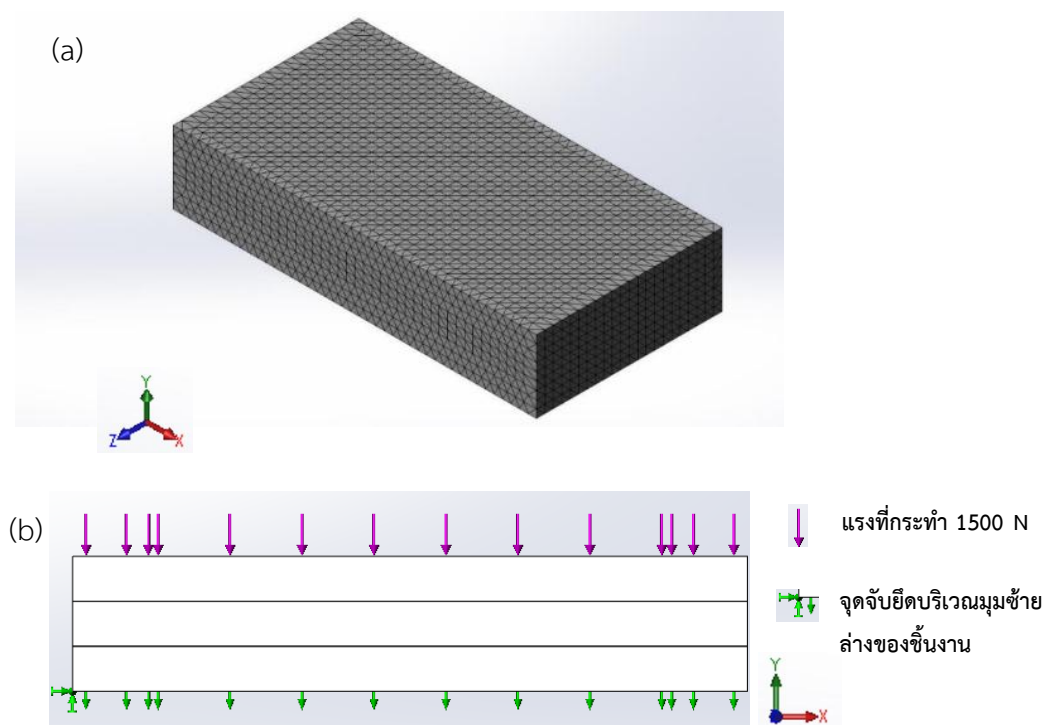 (a)
Y
Z
X
(b)
แรงที่กระทำ 1500 N
จุดจับยึดบริเวณมุมซ้าย
ล่างของชิ้นงาน
Y
X